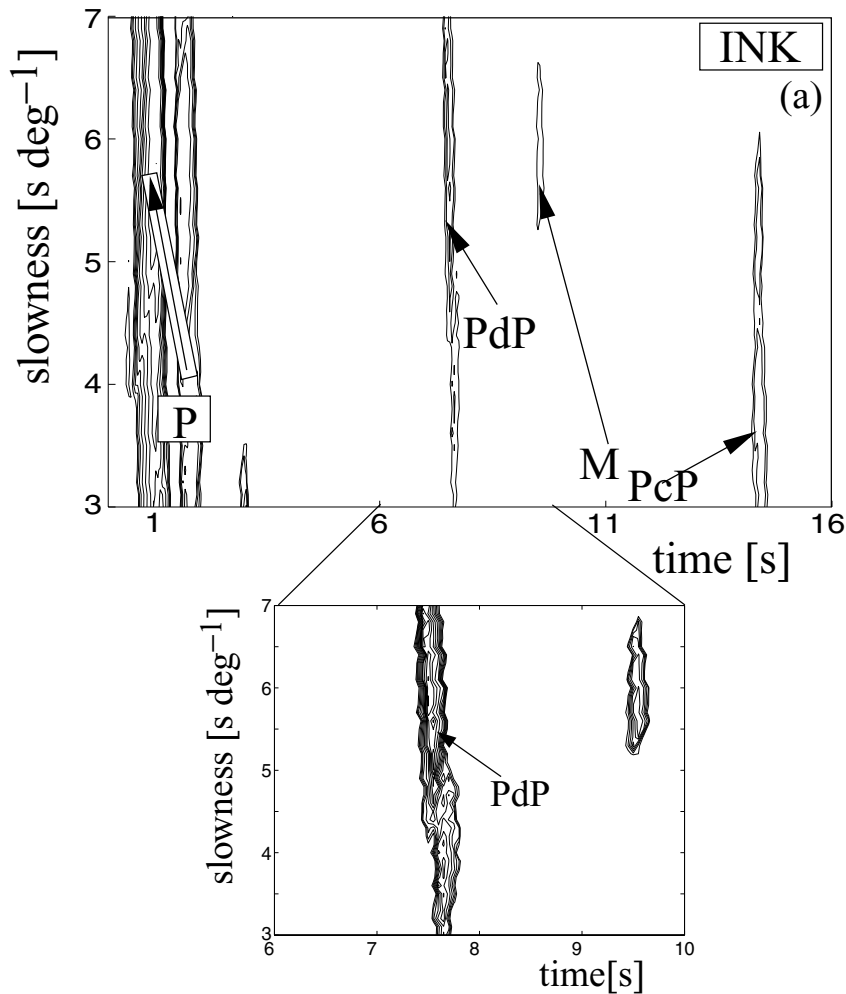 INK
(a)
slowness [s deg−1]
7
6
5
4
3
P
PdP
M
PcP
1 6 11 16
time [s]
slowness [s deg−1]
7
6
5
4
3
PdP
6 7 8 9 10
time[s]